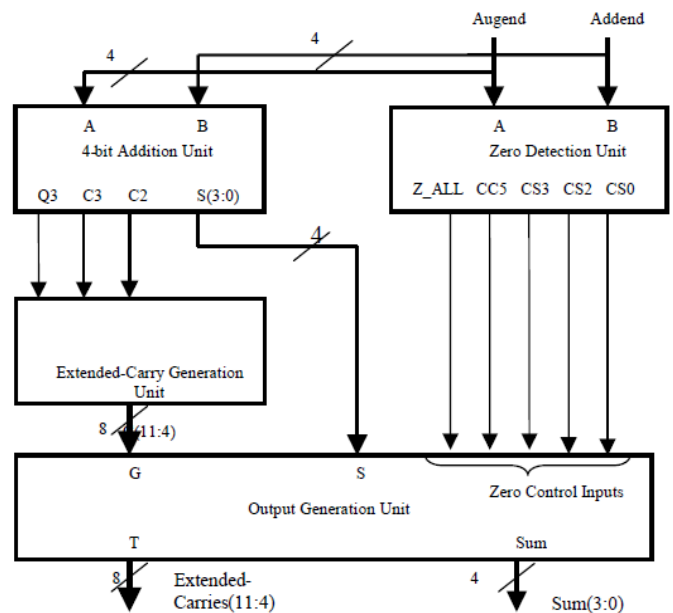 Augend Addend
4
4
A B
4-bit Addition Unit
Q3 C3 C2 S(3:0)
A B
Zero Detection Unit
Z_ALL CC5 CS3 CS2 CS0
4
Extended-Carry Generation
Unit
8 (11:4)
G S
Zero Control Inputs
Output Generation Unit
T Sum
8 Extended-
Carries(11:4)
4 Sum(3:0)